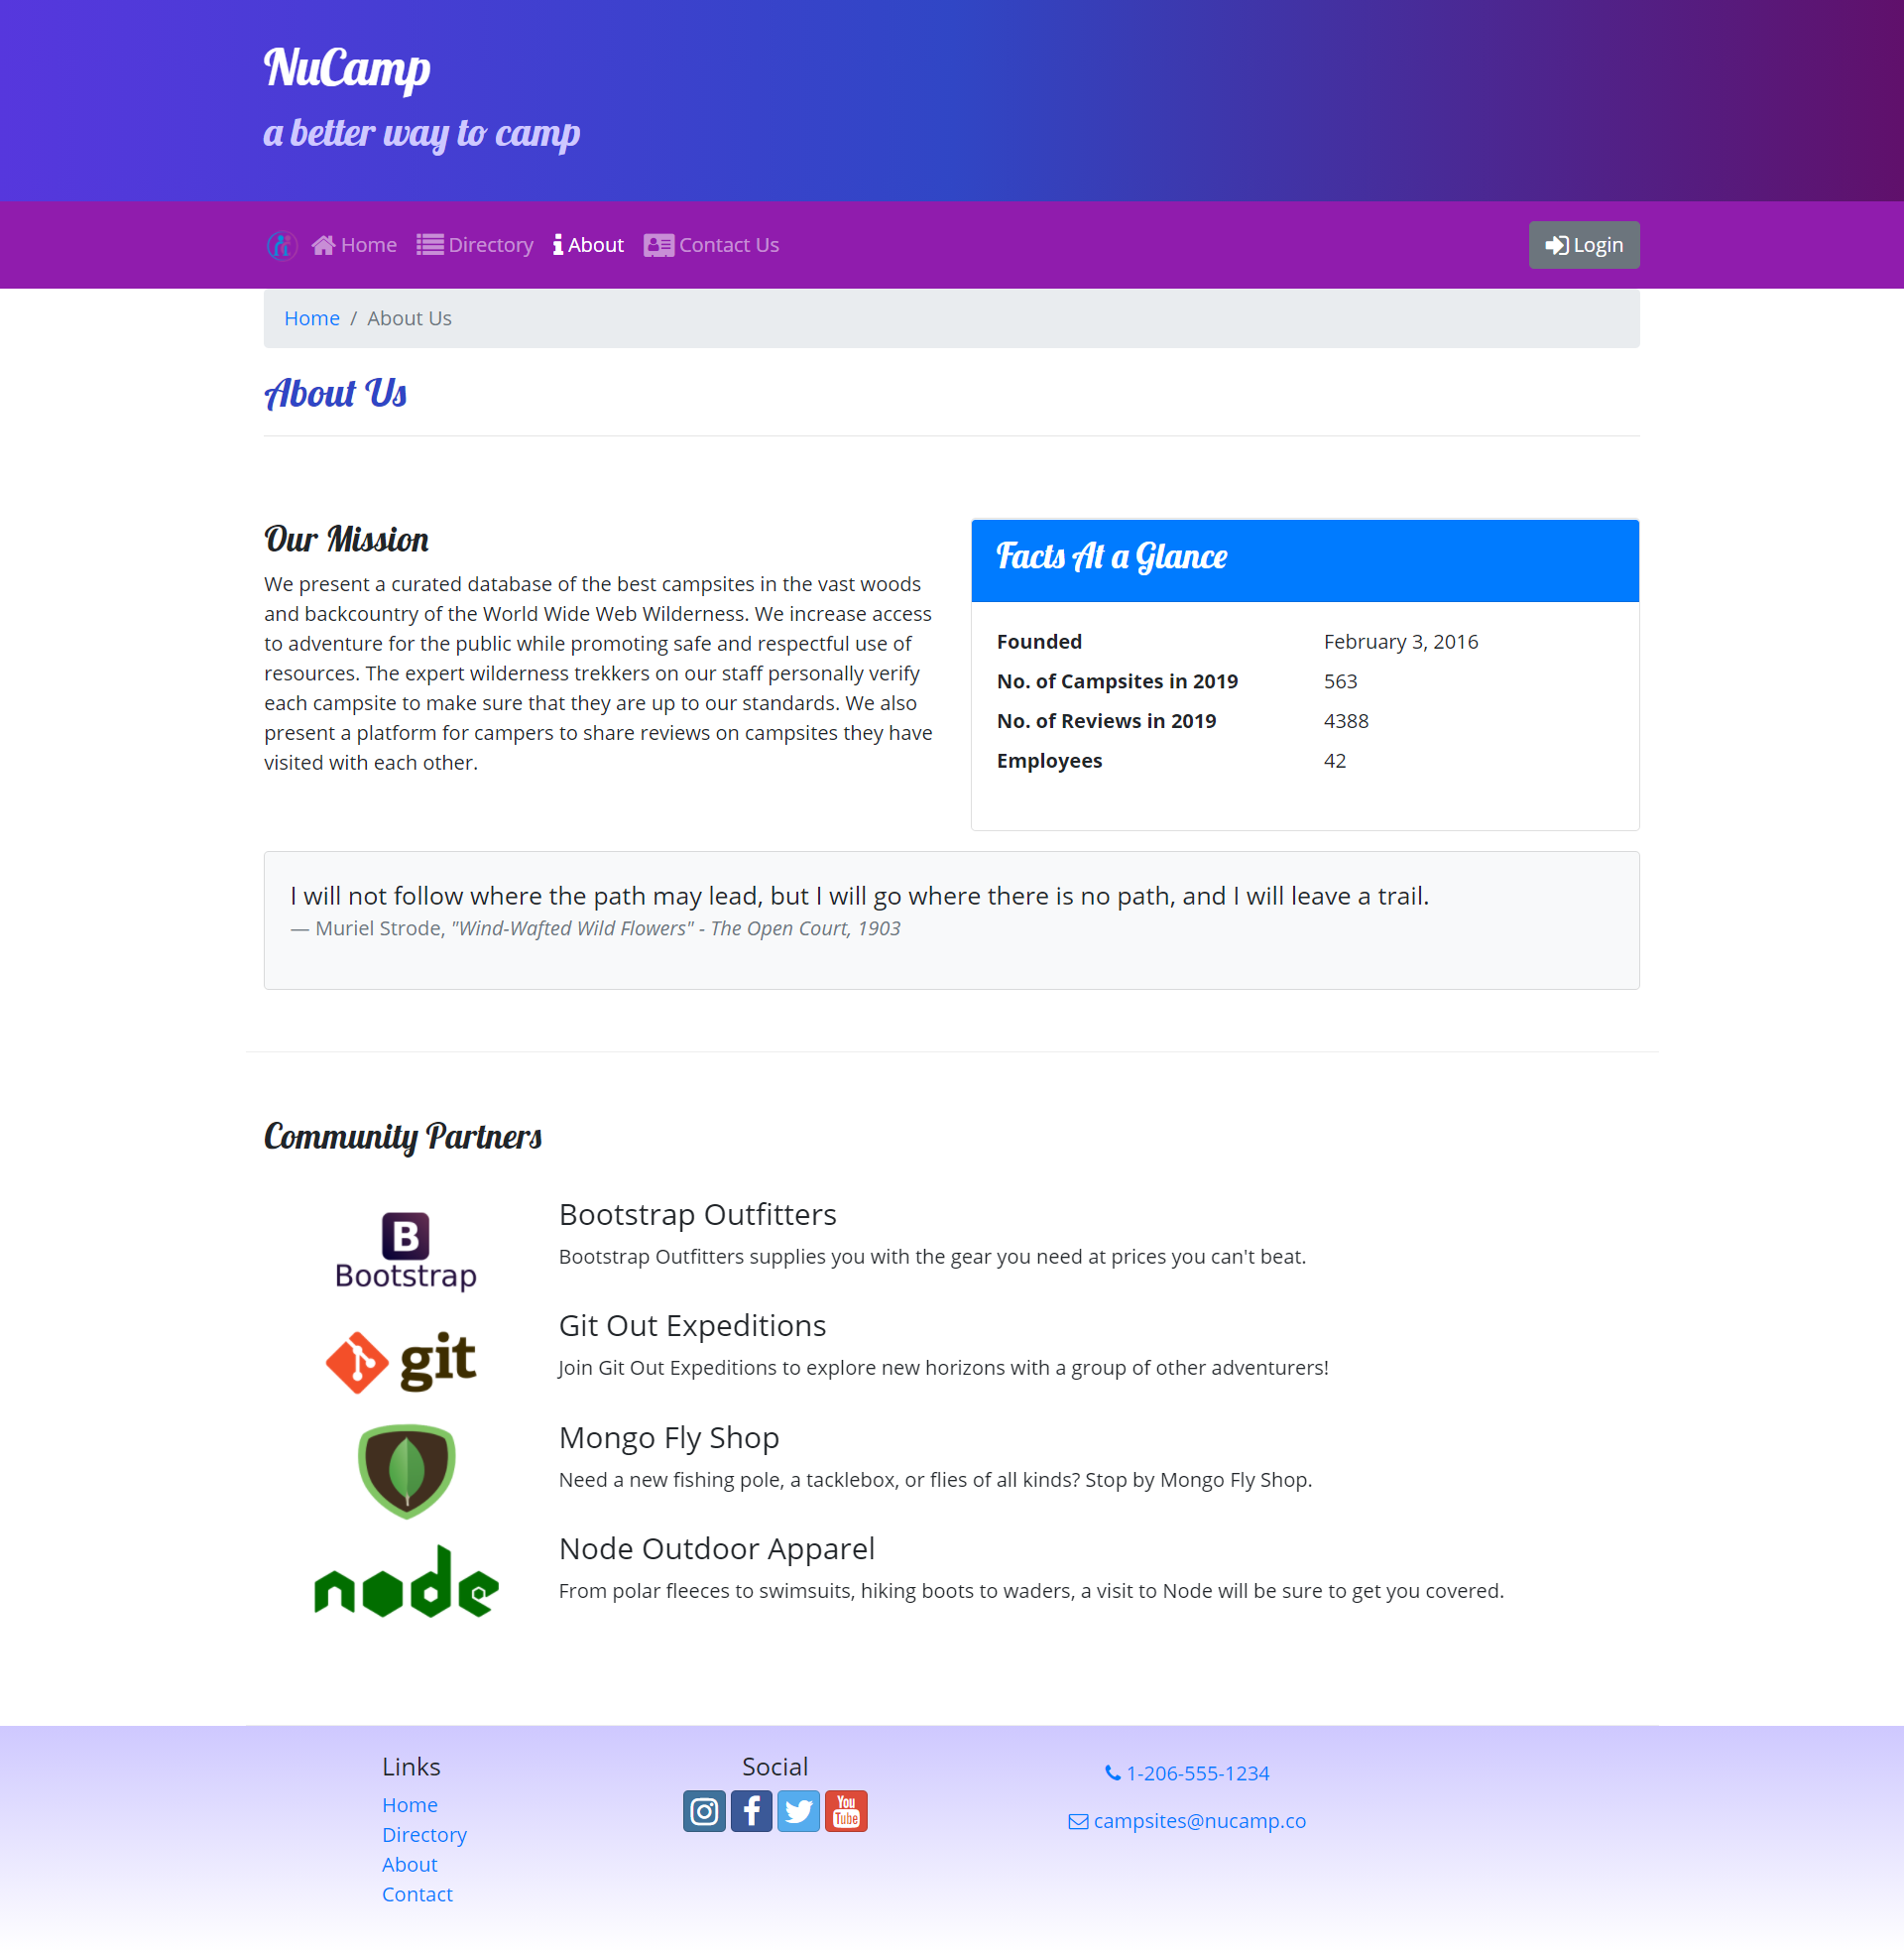 NuCamp
a better way to camp
Home Directory About Contact Us Login
Home / About Us
About Us
Our Mission
We present a curated database of the best campsites in the vast woods
and backcountry of the World Wide Web Wilderness. We increase access
to adventure for the public while promoting safe and respectful use of
resources. The expert wilderness trekkers on our staff personally verify
each campsite to make sure that they are up to our standards. We also
present a platform for campers to share reviews on campsites they have
visited with each other.
Facts At a Glance
Founded February 3, 2016
No. of Campsites in 2019 563
No. of Reviews in 2019 4388
Employees 42
I will not follow where the path may lead, but I will go where there is no path, and I will leave a trail.
— Muriel Strode, "Wind-Wafted Wild Flowers" - The Open Court, 1903
Community Partners
B
Bootstrap
Bootstrap Outfitters
Bootstrap Outfitters supplies you with the gear you need at prices you can't beat.
git
Git Out Expeditions
Join Git Out Expeditions to explore new horizons with a group of other adventurers!
Mongo Fly Shop
Need a new fishing pole, a tacklebox, or flies of all kinds? Stop by Mongo Fly Shop.
node
Node Outdoor Apparel
From polar fleeces to swimsuits, hiking boots to waders, a visit to Node will be sure to get you covered.
Links
Home
Directory
About
Contact
Social
f You
Tube
1-206-555-1234
campsites@nucamp.co